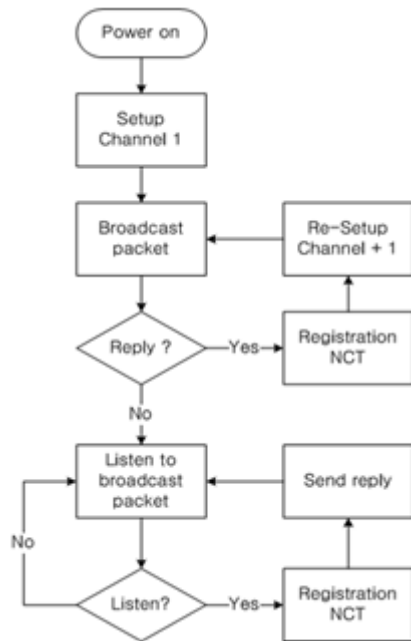 Power on
Setup
Channel 1
Broadcast
packet
Re-Setup
Channel + 1
Reply ?
Yes
Registration
NCT
No
Listen to
broadcast
packet
Send reply
No
Listen?
Yes
Registration
NCT